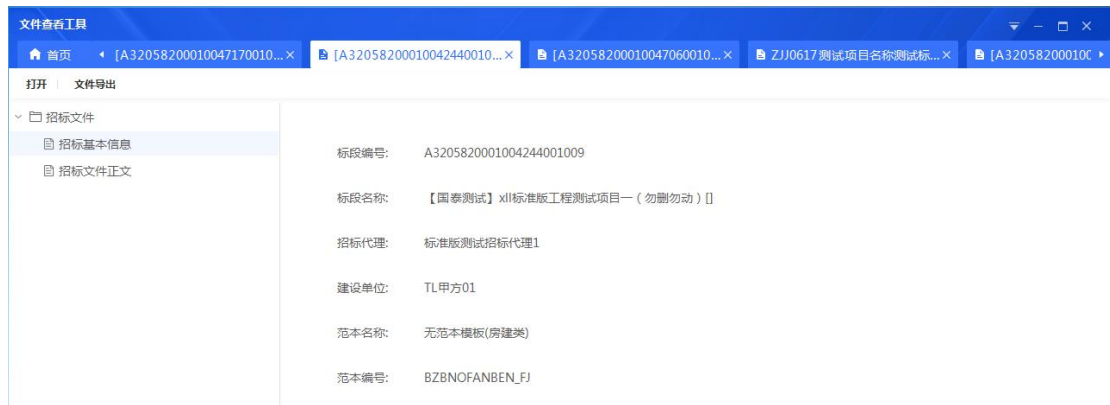 文件查看工具
首页 [A32058200010047170010... [A32058200010042440010... [A32058200010047060010... ZJJ0617测试项目名称测试标... [A320582000100
打开 文件导出
招标文件
招标基本信息
招标文件正文
标段编号: A3205820001004244001009
标段名称: 【国泰测试】xll标准版工程测试项目一(勿删勿动)[]
招标代理: 标准版测试招标代理1
建设单位: TL甲方01
范本名称: 无范本模板(房建类)
范本编号: BZBNOFANBEN_FJ